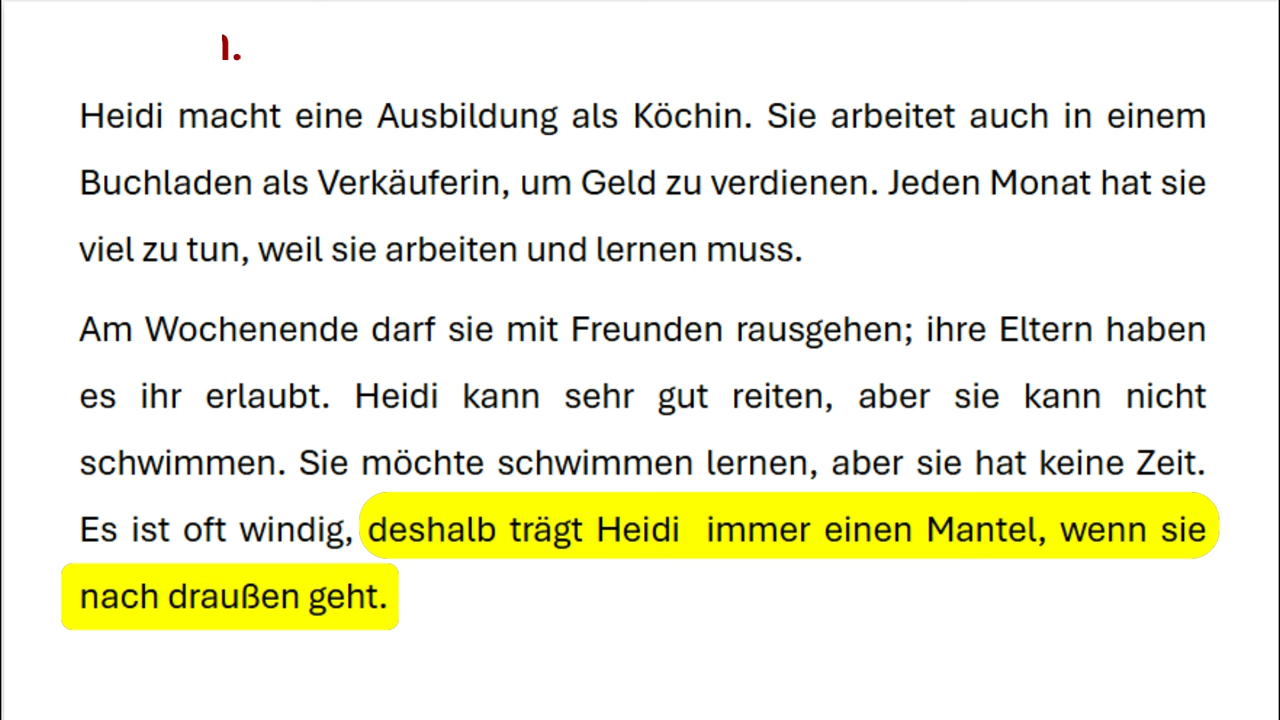 Heidi macht eine Ausbildung als Köchin. Sie arbeitet auch in einem
Buchladen als Verkäuferin, um Geld zu verdienen. Jeden Monat hat sie
viel zu tun, weil sie arbeiten und lernen muss.
Am Wochenende darf sie mit Freunden rausgehen; ihre Eltern haben
es ihr erlaubt. Heidi kann sehr gut reiten, aber sie kann nicht
schwimmen. Sie möchte schwimmen lernen, aber sie hat keine Zeit.
Es ist oft windig, deshalb trägt Heidi immer einen Mantel, wenn sie
nach draußen geht.